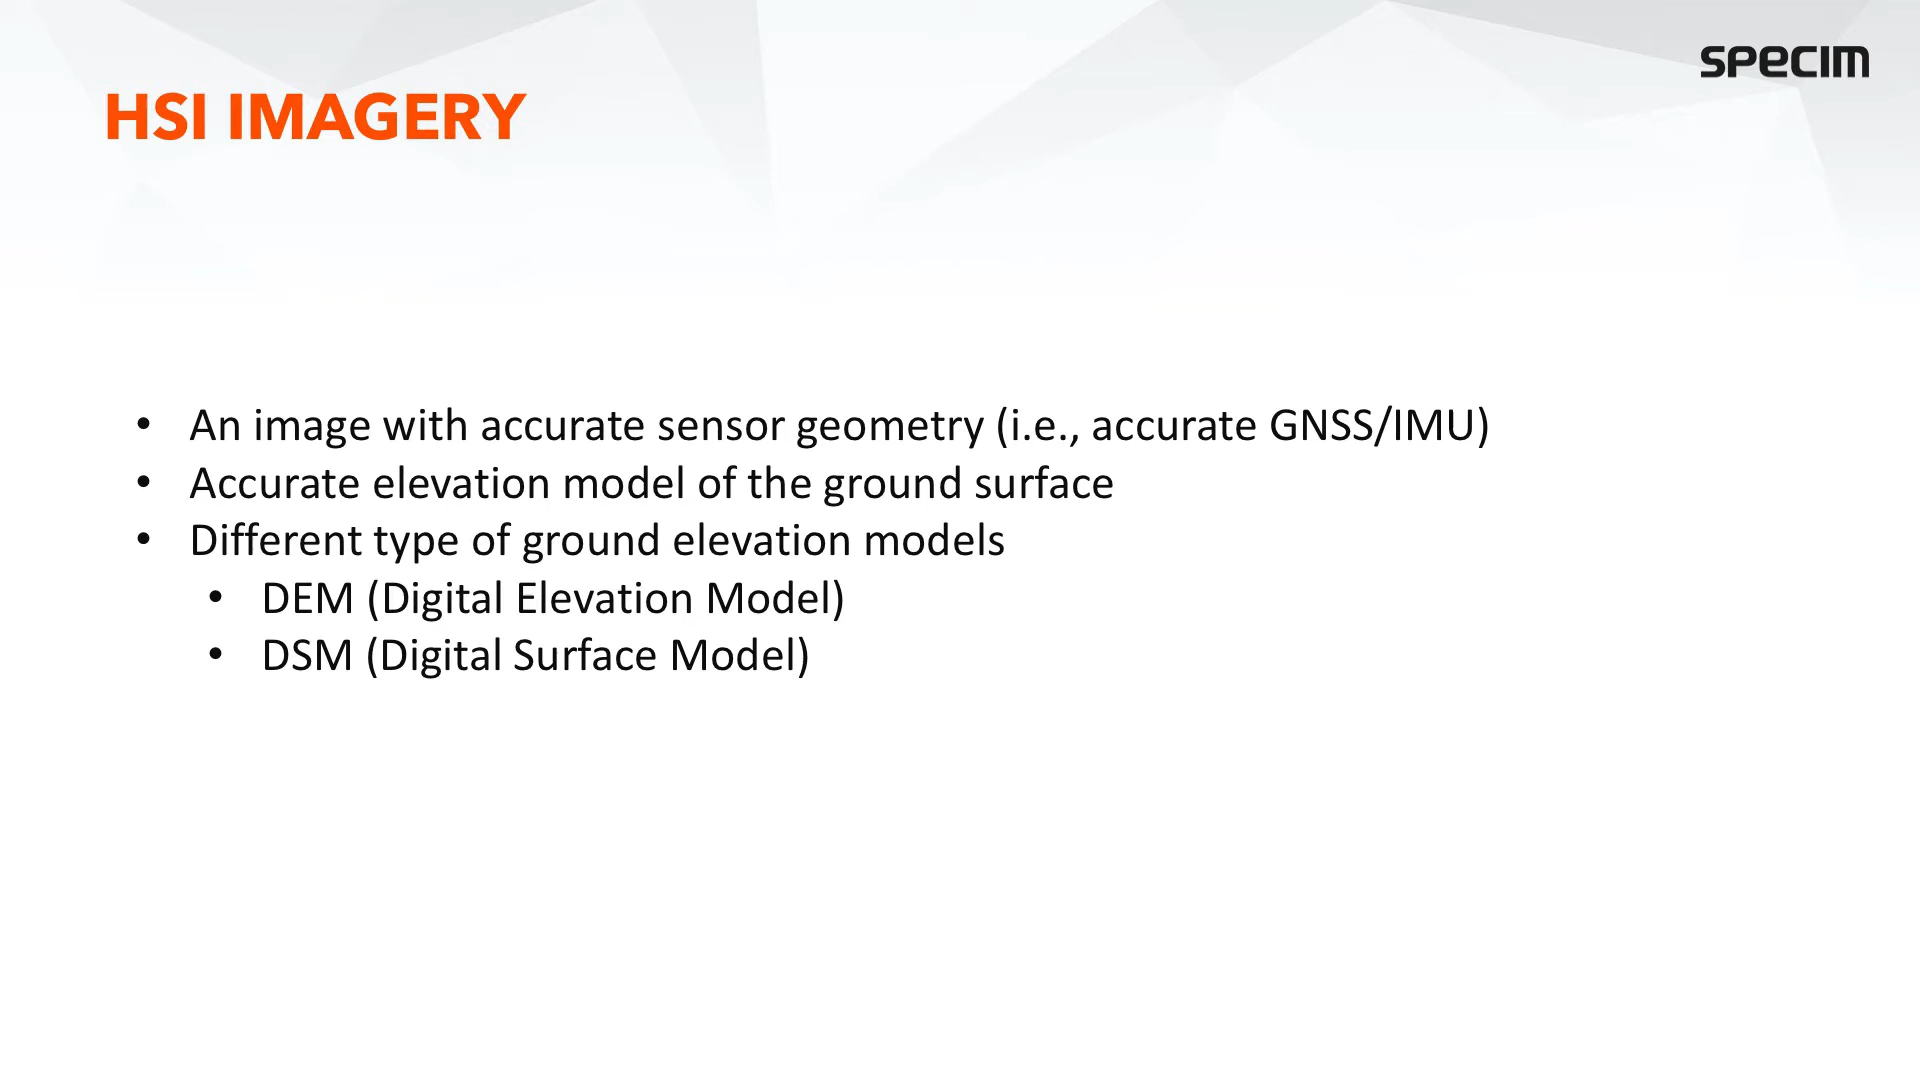 SPECIM
HSI IMAGERY
• An image with accurate sensor geometry (i.e., accurate GNSS/IMU)
• Accurate elevation model of the ground surface
• Different type of ground elevation models
• DEM (Digital Elevation Model)
• DSM (Digital Surface Model)